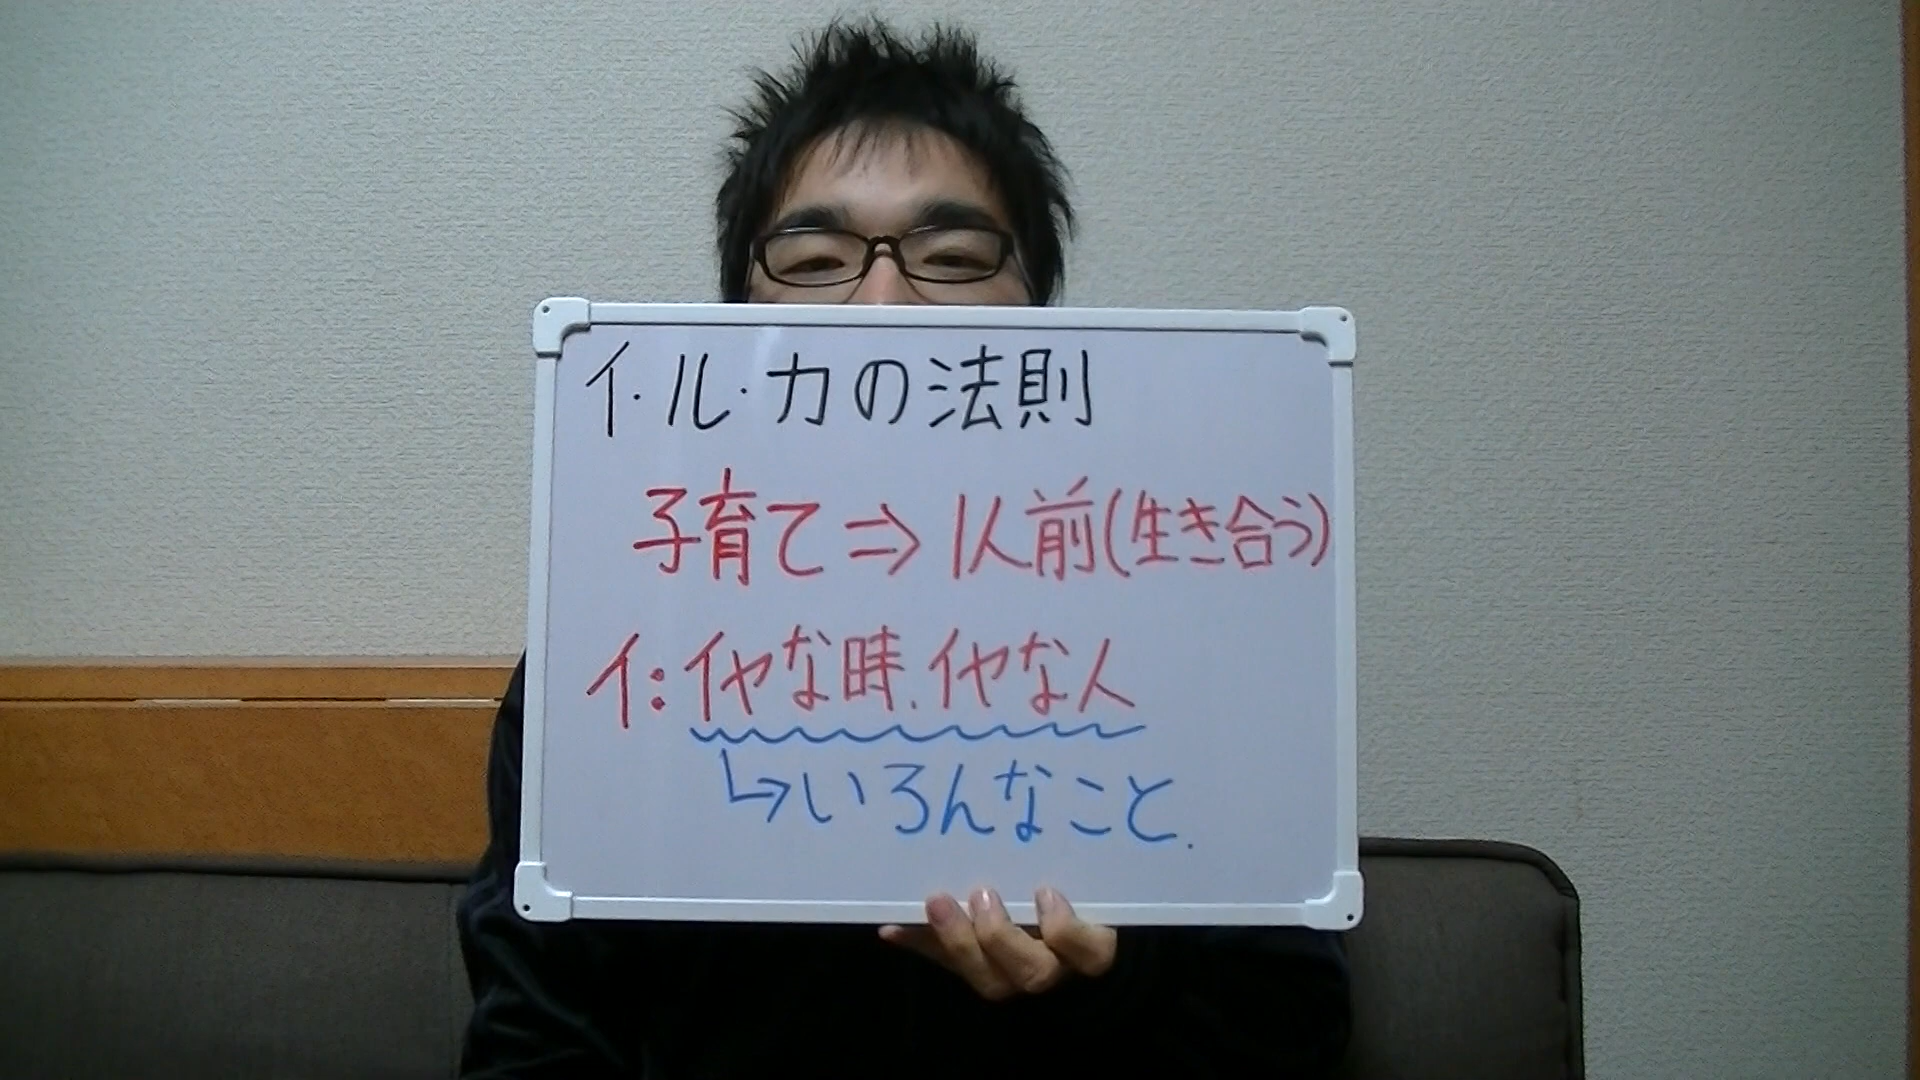 イ・ル・カの法則
子育て⇒1人前(生き合う)
イ:イヤな時、イヤな人
↳いろんなこと.